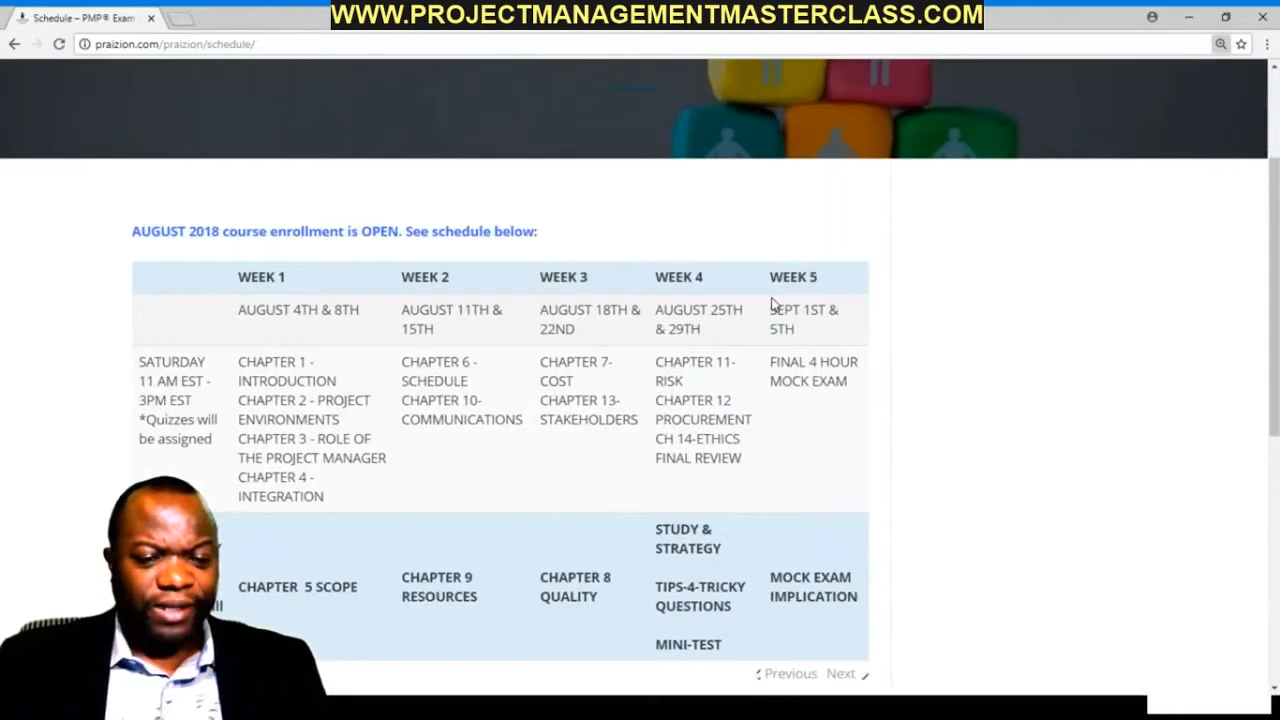 WWW.PROJECTMANAGEMENTMASTERCLASS.COM
Schedule – PMP® Exam
praizion.com/praizion/schedule/
AUGUST 2018 course enrollment is OPEN. See schedule below:
WEEK 1
WEEK 2
WEEK 3
WEEK 4
WEEK 5
AUGUST 4TH & 8TH
AUGUST 11TH &
15TH
AUGUST 18TH &
22ND
AUGUST 25TH
& 29TH
SEPT 1ST &
5TH
SATURDAY
11 AM EST -
3PM EST
*Quizzes will
be assigned
CHAPTER 1 -
INTRODUCTION
CHAPTER 2 - PROJECT
ENVIRONMENTS
CHAPTER 3 - ROLE OF
THE PROJECT MANAGER
CHAPTER 4 -
INTEGRATION
CHAPTER 6 -
SCHEDULE
CHAPTER 10-
COMMUNICATIONS
CHAPTER 7-
COST
CHAPTER 13-
STAKEHOLDERS
CHAPTER 11-
RISK
CHAPTER 12
PROCUREMENT
CH 14-ETHICS
FINAL REVIEW
FINAL 4 HOUR
MOCK EXAM
CHAPTER 5 SCOPE
CHAPTER 9
RESOURCES
CHAPTER 8
QUALITY
STUDY &
STRATEGY
TIPS-4-TRICKY
QUESTIONS
MINI-TEST
MOCK EXAM
IMPLICATION
Previous Next